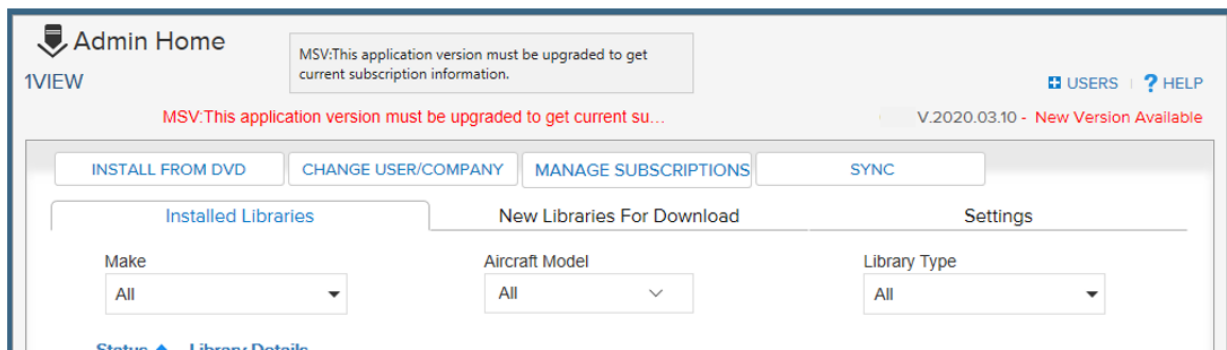 Admin Home
MSV:This application version must be upgraded to get
current subscription information.
1VIEW
USERS
? HELP
MSV:This application version must be upgraded to get current su...
V.2020.03.10 - New Version Available
INSTALL FROM DVD
CHANGE USER/COMPANY
MANAGE SUBSCRIPTIONS
SYNC
Installed Libraries
New Libraries For Download
Settings
Make
Aircraft Model
Library Type
All
All
All
Status
Library Details